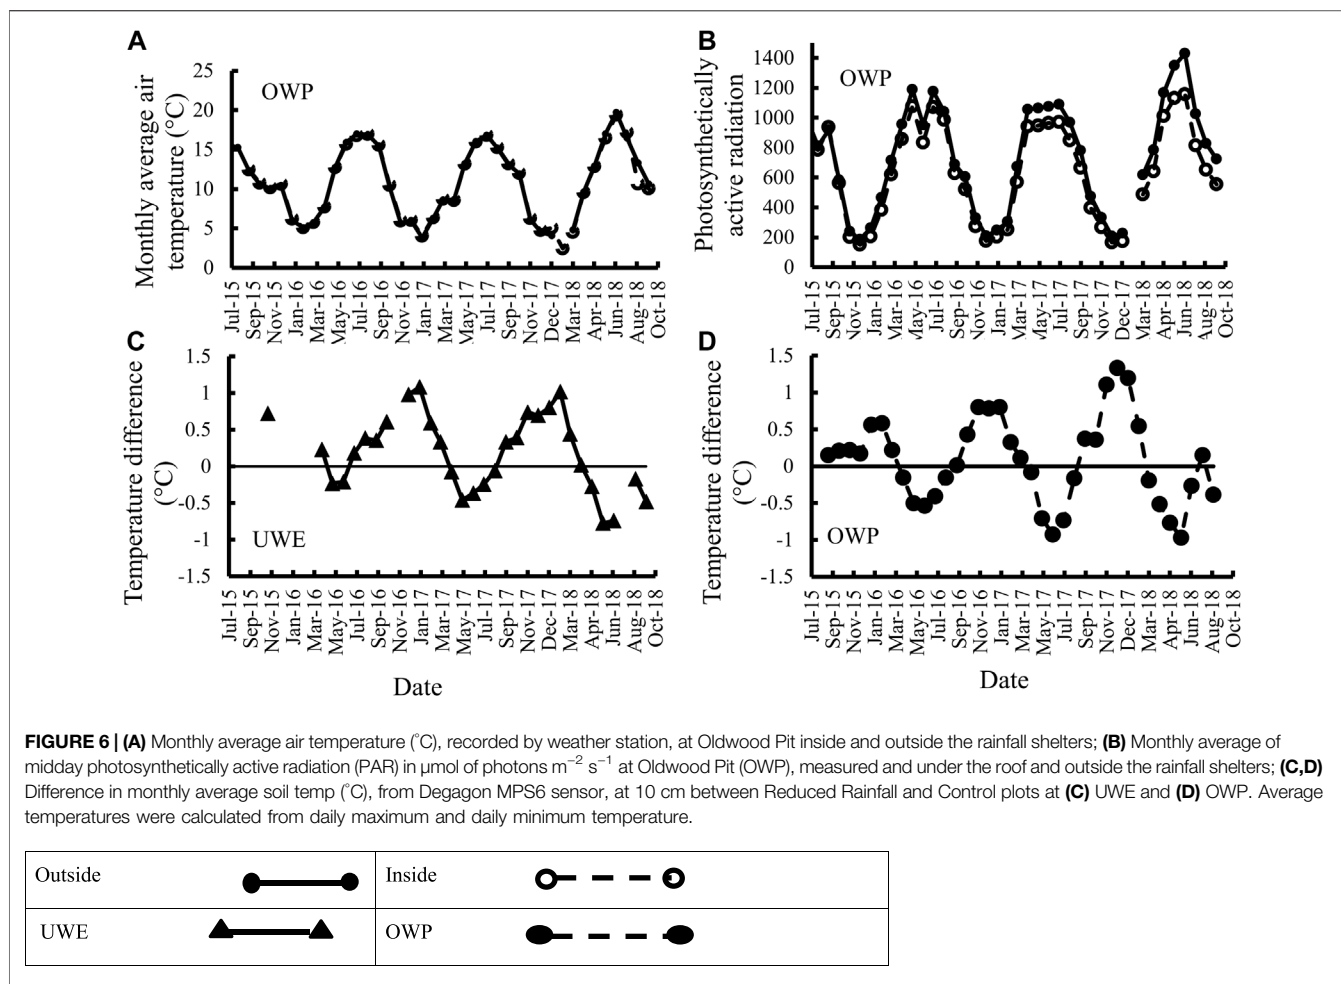 A
Monthly average air
temperature (°C)
25
20
15
10
5
0
OWP
Jul-15
Sep-15
Nov-15
Jan-16
Mar-16
May-16
Jul-16
Sep-16
Nov-16
Jan-17
Mar-17
May-17
Jul-17
Sep-17
Nov-17
Dec-17
Mar-18
Apr-18
Jun-18
Aug-18
Oct-18
B
Photosynthetically
active radiation
1400
1200
1000
800
600
400
200
0
OWP
Jul-15
Sep-15
Nov-15
Jan-16
Mar-16
May-16
Jul-16
Sep-16
Nov-16
Jan-17
Mar-17
May-17
Jul-17
Sep-17
Nov-17
Dec-17
Mar-18
Apr-18
Jun-18
Aug-18
Oct-18
C
Temperature difference
(°C)
1.5
1
0.5
0
-0.5
-1
-1.5
UWE
Jul-15
Sep-15
Nov-15
Jan-16
Mar-16
May-16
Jul-16
Sep-16
Nov-16
Jan-17
Mar-17
May-17
Jul-17
Sep-17
Nov-17
Dec-17
Mar-18
Apr-18
Jun-18
Aug-18
Oct-18
Date
D
Temperature difference
(°C)
1.5
1
0.5
0
-0.5
-1
-1.5
OWP
Jul-15
Sep-15
Nov-15
Jan-16
Mar-16
May-16
Jul-16
Sep-16
Nov-16
Jan-17
Mar-17
May-17
Jul-17
Sep-17
Nov-17
Dec-17
Mar-18
Apr-18
Jun-18
Aug-18
Oct-18
Date
FIGURE 6 | (A) Monthly average air temperature (°C), recorded by weather station, at Oldwood Pit inside and outside the rainfall shelters; (B) Monthly average of
midday photosynthetically active radiation (PAR) in μmol of photons m⁻² s⁻¹ at Oldwood Pit (OWP), measured and under the roof and outside the rainfall shelters; (C,D)
Difference in monthly average soil temp (°C), from Degagon MPS6 sensor, at 10 cm between Reduced Rainfall and Control plots at (C) UWE and (D) OWP. Average
temperatures were calculated from daily maximum and daily minimum temperature.
Outside
Inside
UWE
OWP